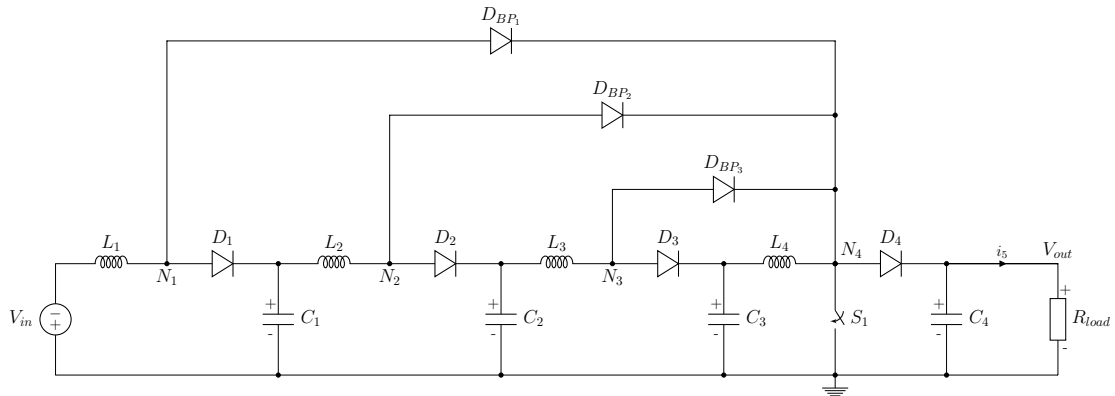 D_{BP_1}
D_{BP_2}
D_{BP_3}
L_1 D_1 L_2 D_2 L_3 D_3 L_4 N_4 D_4 i_5 V_{out}
N_1 N_2 N_3
V_{in} - + + - C_1 + - C_2 + - C_3 S_1 + - C_4 + - R_{load}